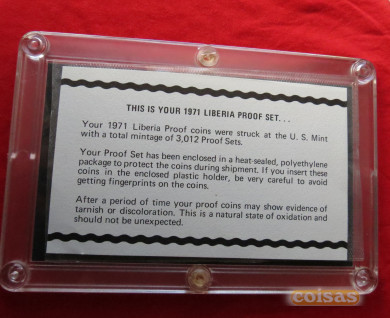 THIS IS YOUR 1971 LIBERIA PROOF SET. . .
Your 1971 Liberia Proof coins were struck at the U. S. Mint
with a total mintage of 3,012 Proof Sets.
Your Proof Set has been enclosed in a heat-sealed, polyethylene
package to protect the coins during shipment. If you insert these
coins in the enclosed plastic holder, be very careful to avoid
getting fingerprints on the coins.
After a period of time your proof coins may show evidence of
tarnish or discoloration. This is a natural state of oxidation and
should not be unexpected.
coisas